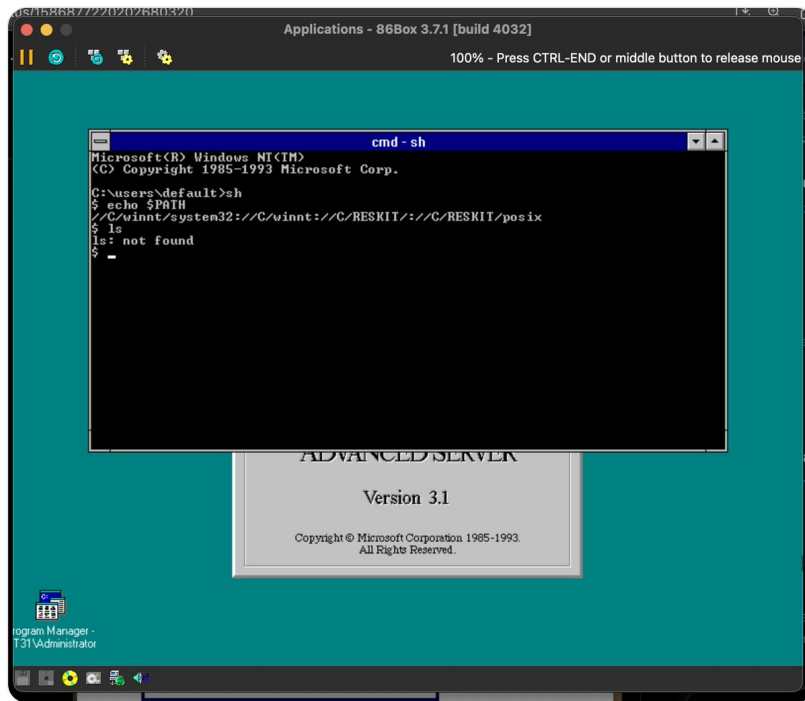 us/1586877220202680320
Applications - 86Box 3.7.1 [build 4032]
100% - Press CTRL-END or middle button to release mouse
cmd - sh
Microsoft(R) Windows NT(TM)
(C) Copyright 1985-1993 Microsoft Corp.
C:\users\default>sh
$ echo $PATH
//C/winnt/system32://C/winnt://C/RESKIT/://C/RESKIT/posix
$ ls
ls: not found
$
ADVANCED SERVER
Version 3.1
Copyright © Microsoft Corporation 1985-1993.
All Rights Reserved.
rogram Manager -
T31\Administrator